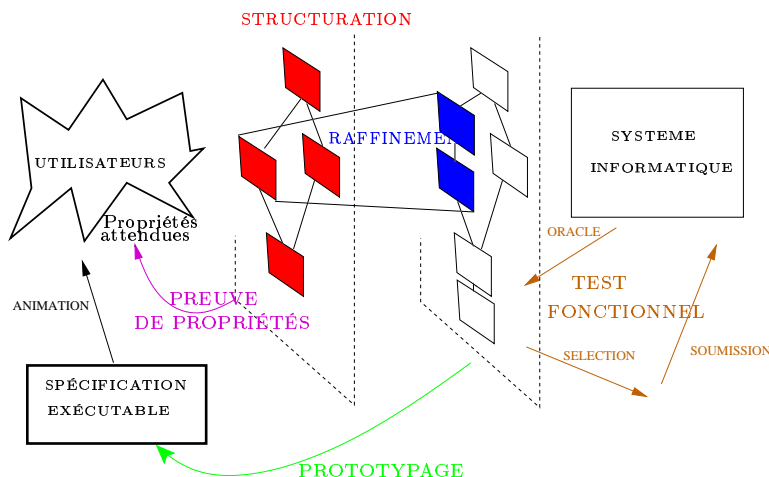 STRUCTURATION
RAFFINEMEN
SYSTEME
INFORMATIQUE
UTILISATEURS
Propriétés
attendues
ORACLE
TEST
FONCTIONNEL
PREUVE
DE PROPRIÉTÉS
ANIMATION
SELECTION
SOUMISSION
SPÉCIFICATION
EXÉCUTABLE
PROTOTYPAGE